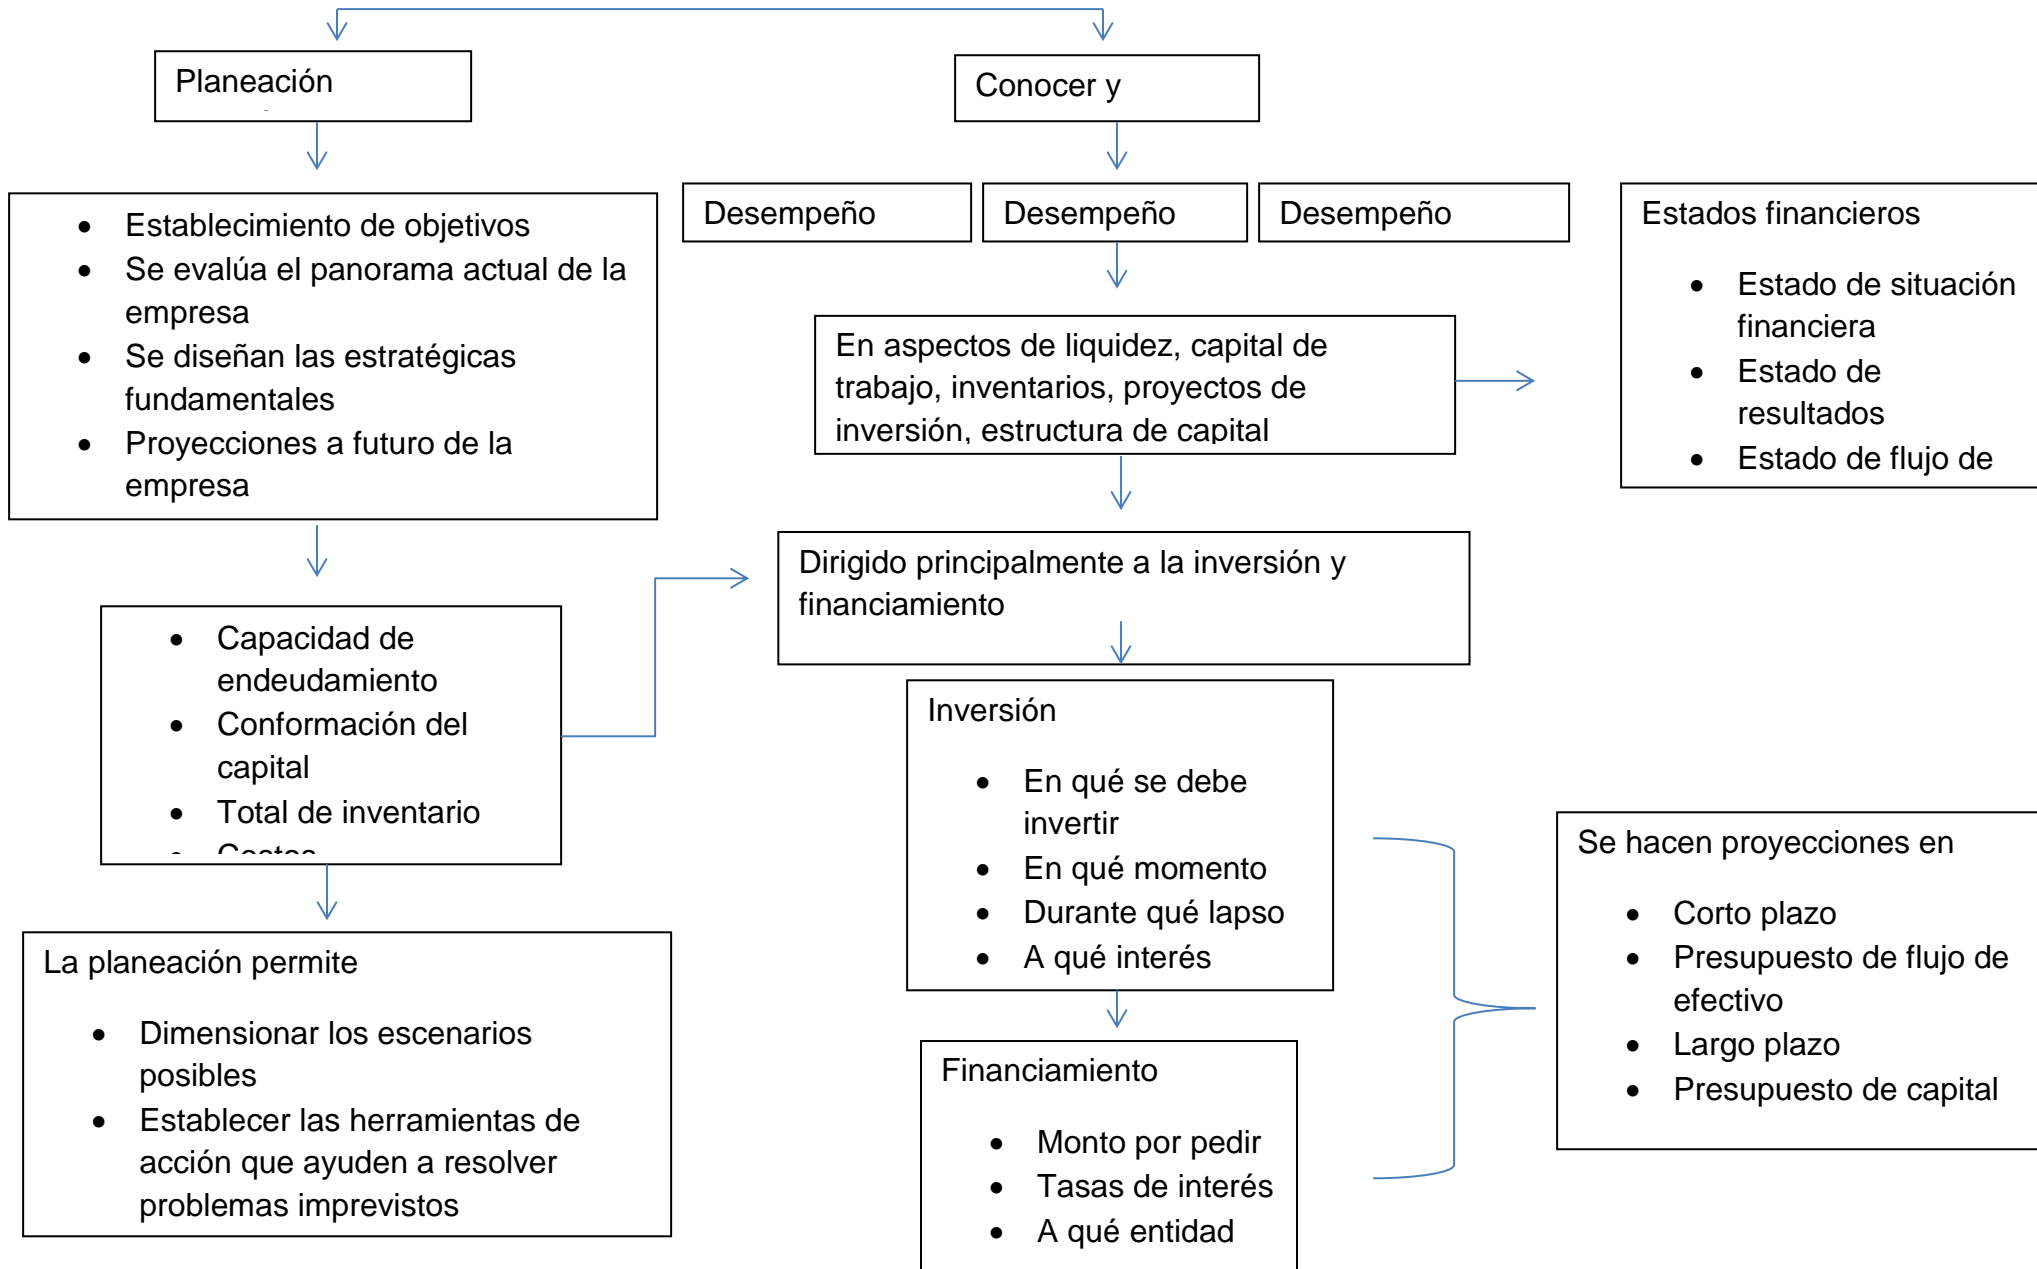 Planeación
Conocer y
• Establecimiento de objetivos
• Se evalúa el panorama actual de la
empresa
• Se diseñan las estratégicas
fundamentales
• Proyecciones a futuro de la
empresa
Desempeño
Desempeño
Desempeño
Estados financieros
• Estado de situación
financiera
• Estado de
resultados
• Estado de flujo de
En aspectos de liquidez, capital de
trabajo, inventarios, proyectos de
inversión, estructura de capital
Dirigido principalmente a la inversión y
financiamiento
• Capacidad de
endeudamiento
• Conformación del
capital
• Total de inventario
• Costos
Inversión
• En qué se debe
invertir
• En qué momento
• Durante qué lapso
• A qué interés
Se hacen proyecciones en
• Corto plazo
• Presupuesto de flujo de
efectivo
• Largo plazo
• Presupuesto de capital
La planeación permite
• Dimensionar los escenarios
posibles
• Establecer las herramientas de
acción que ayuden a resolver
problemas imprevistos
Financiamiento
• Monto por pedir
• Tasas de interés
• A qué entidad